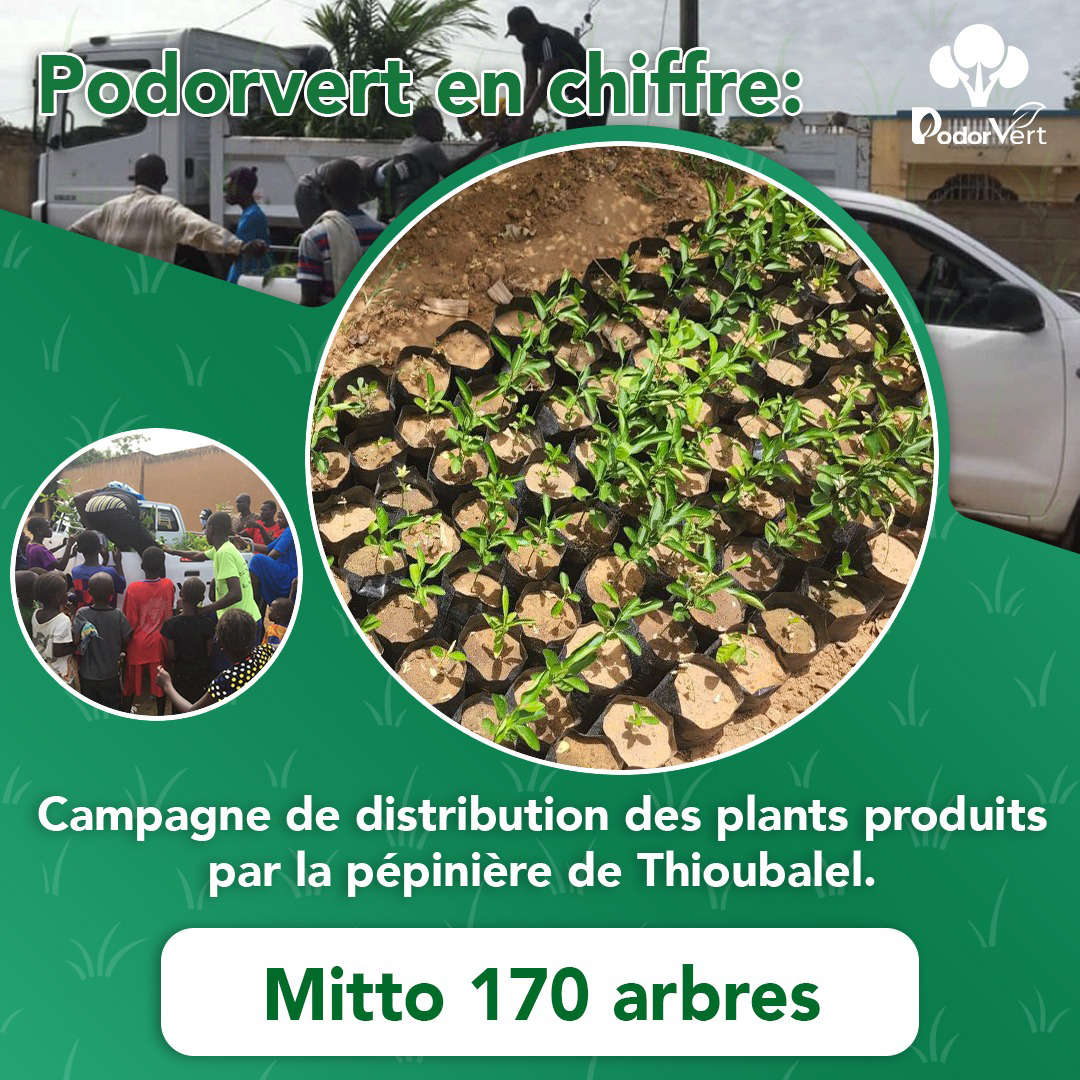 Podorvert en chiffre:
PodorVert
Campagne de distribution des plants produits
par la pépinière de Thioubalel.
Mitto 170 arbres